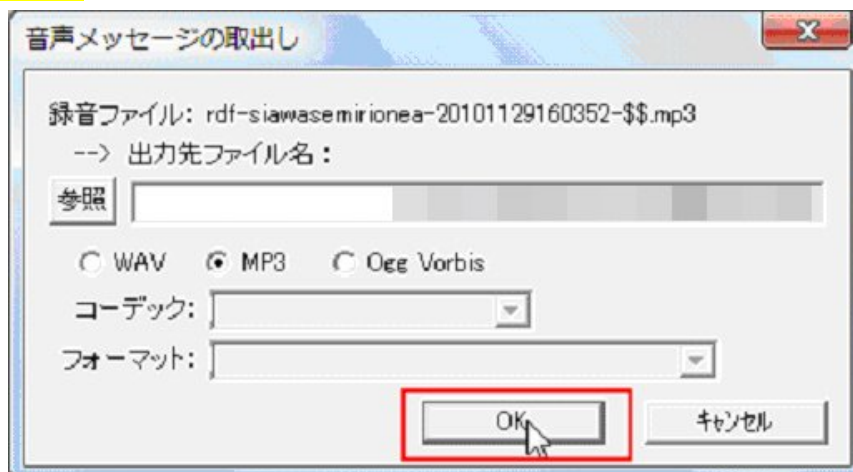 音声メッセージの取出し
録音ファイル: rdf-siawasemirionea-20101129160352-$$.mp3
--> 出力先ファイル名:
参照
WAV MP3 Ogg Vorbis
コーデック:
フォーマット:
OK キャンセル